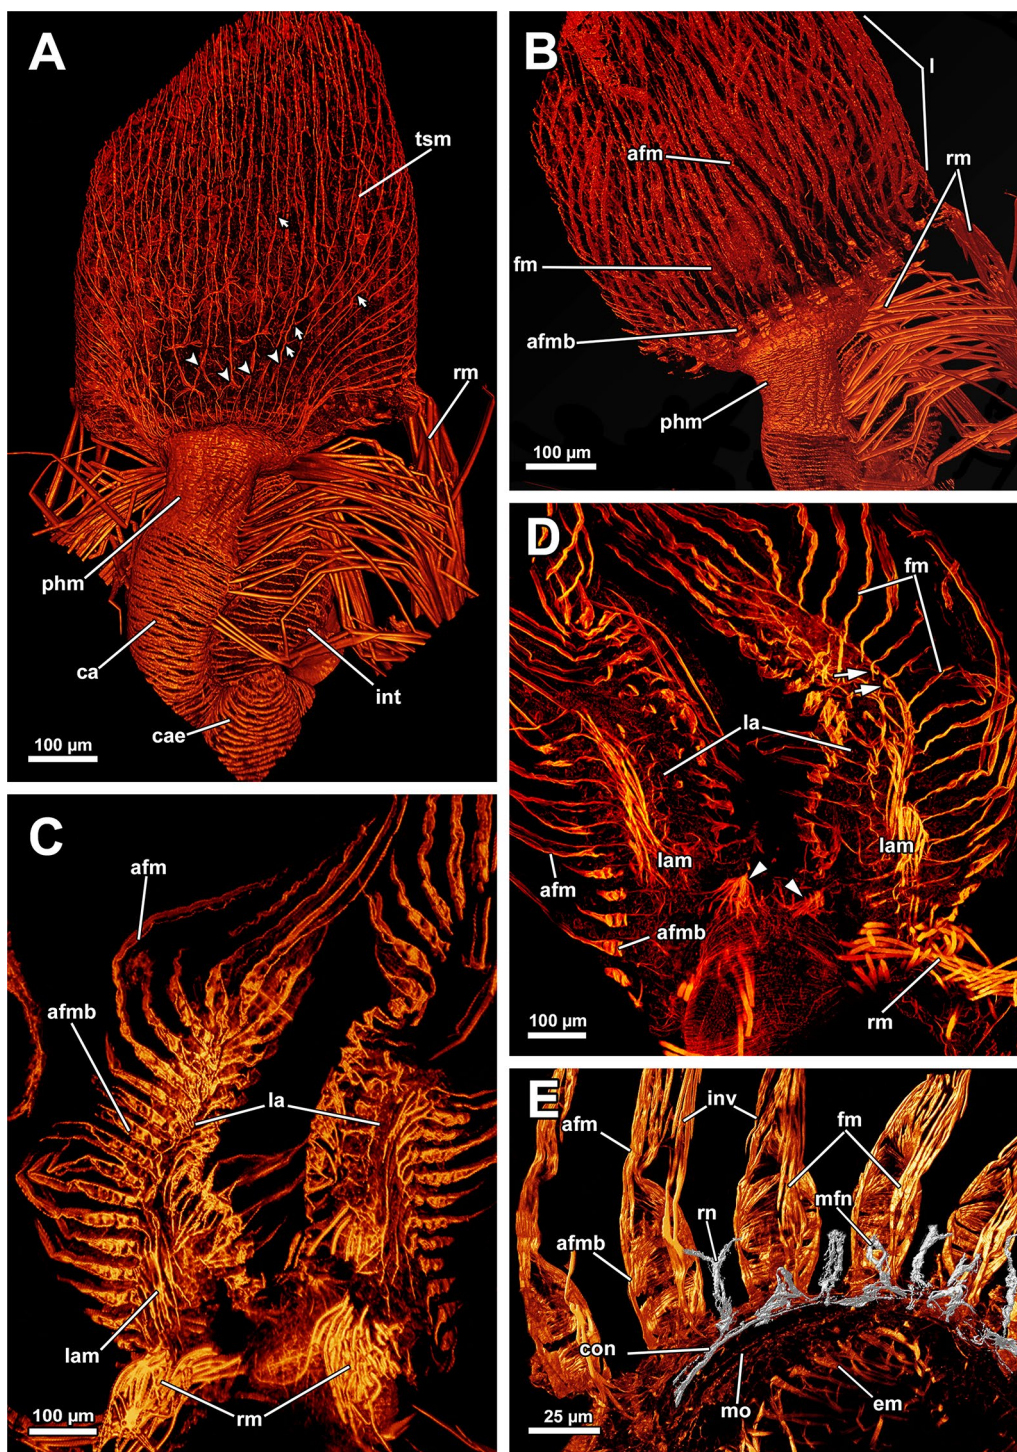 A
tsm
rm
phm
ca
int
cae
100 µm
B
l
afm
rm
fm
afmb
phm
100 µm
C
afm
afmb
la
lam
rm
100 µm
D
fm
la
lam
lam
afm
afmb
rm
100 µm
E
inv
afm
fm
mfn
rn
afmb
con
mo
em
25 µm